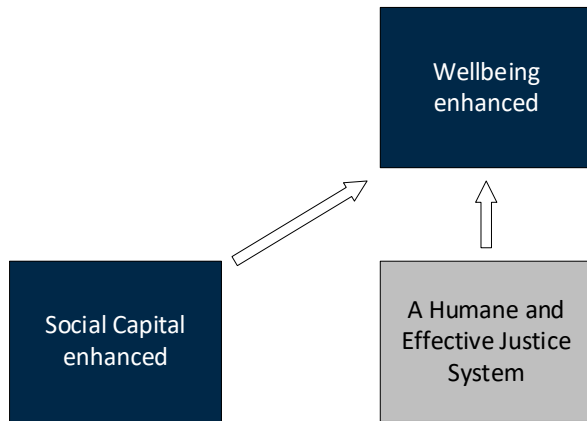 Wellbeing
enhanced
Social Capital
enhanced
A Humane and
Effective Justice
System